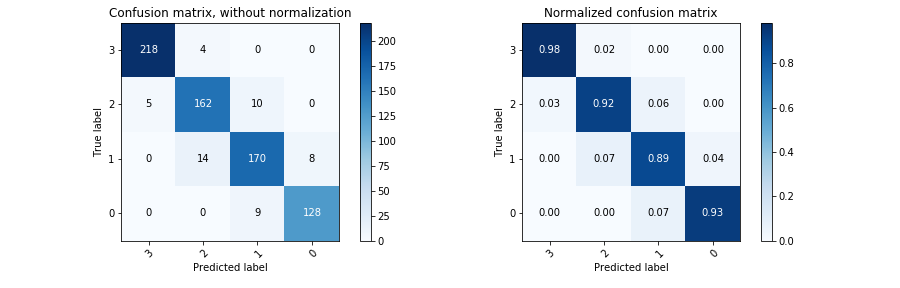 Confusion matrix, without normalization
3 218 4 0 0
2 5 162 10 0
1 0 14 170 8
0 0 0 9 128
3 2 1 0
True label
Predicted label
200
175
150
125
100
75
50
25
0
Normalized confusion matrix
3 0.98 0.02 0.00 0.00
2 0.03 0.92 0.06 0.00
1 0.00 0.07 0.89 0.04
0 0.00 0.00 0.07 0.93
3 2 1 0
True label
Predicted label
0.8
0.6
0.4
0.2
0.0